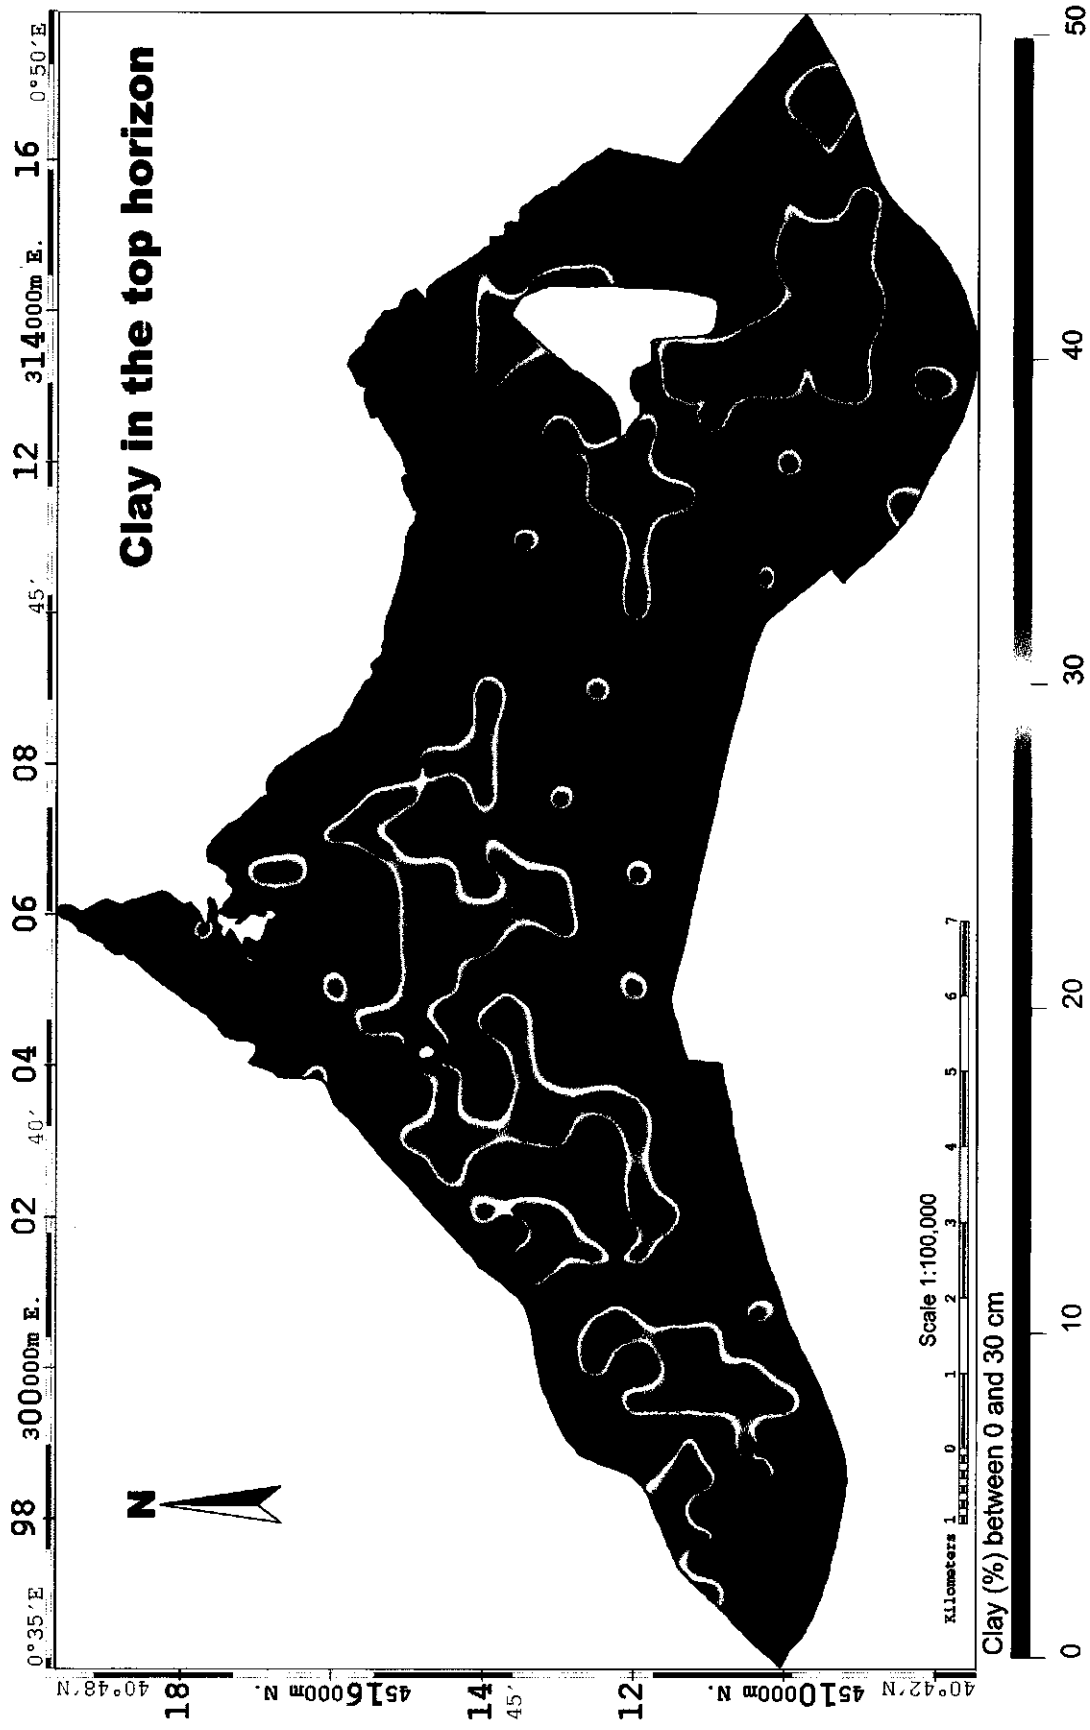 Clay in the top horizon
N
0°35'E
98
300000m E.
02
40'
04
06
08
45'
12
314000m E.
16
0°50'E
40°48'N
18
4516000m N.
14
45'
12
4510000m N.
40°42'N
Scale 1:100,000
Kilometers 1 0 1 2 3 4 5 6 7
Clay (%) between 0 and 30 cm
0 10 20 30 40 50